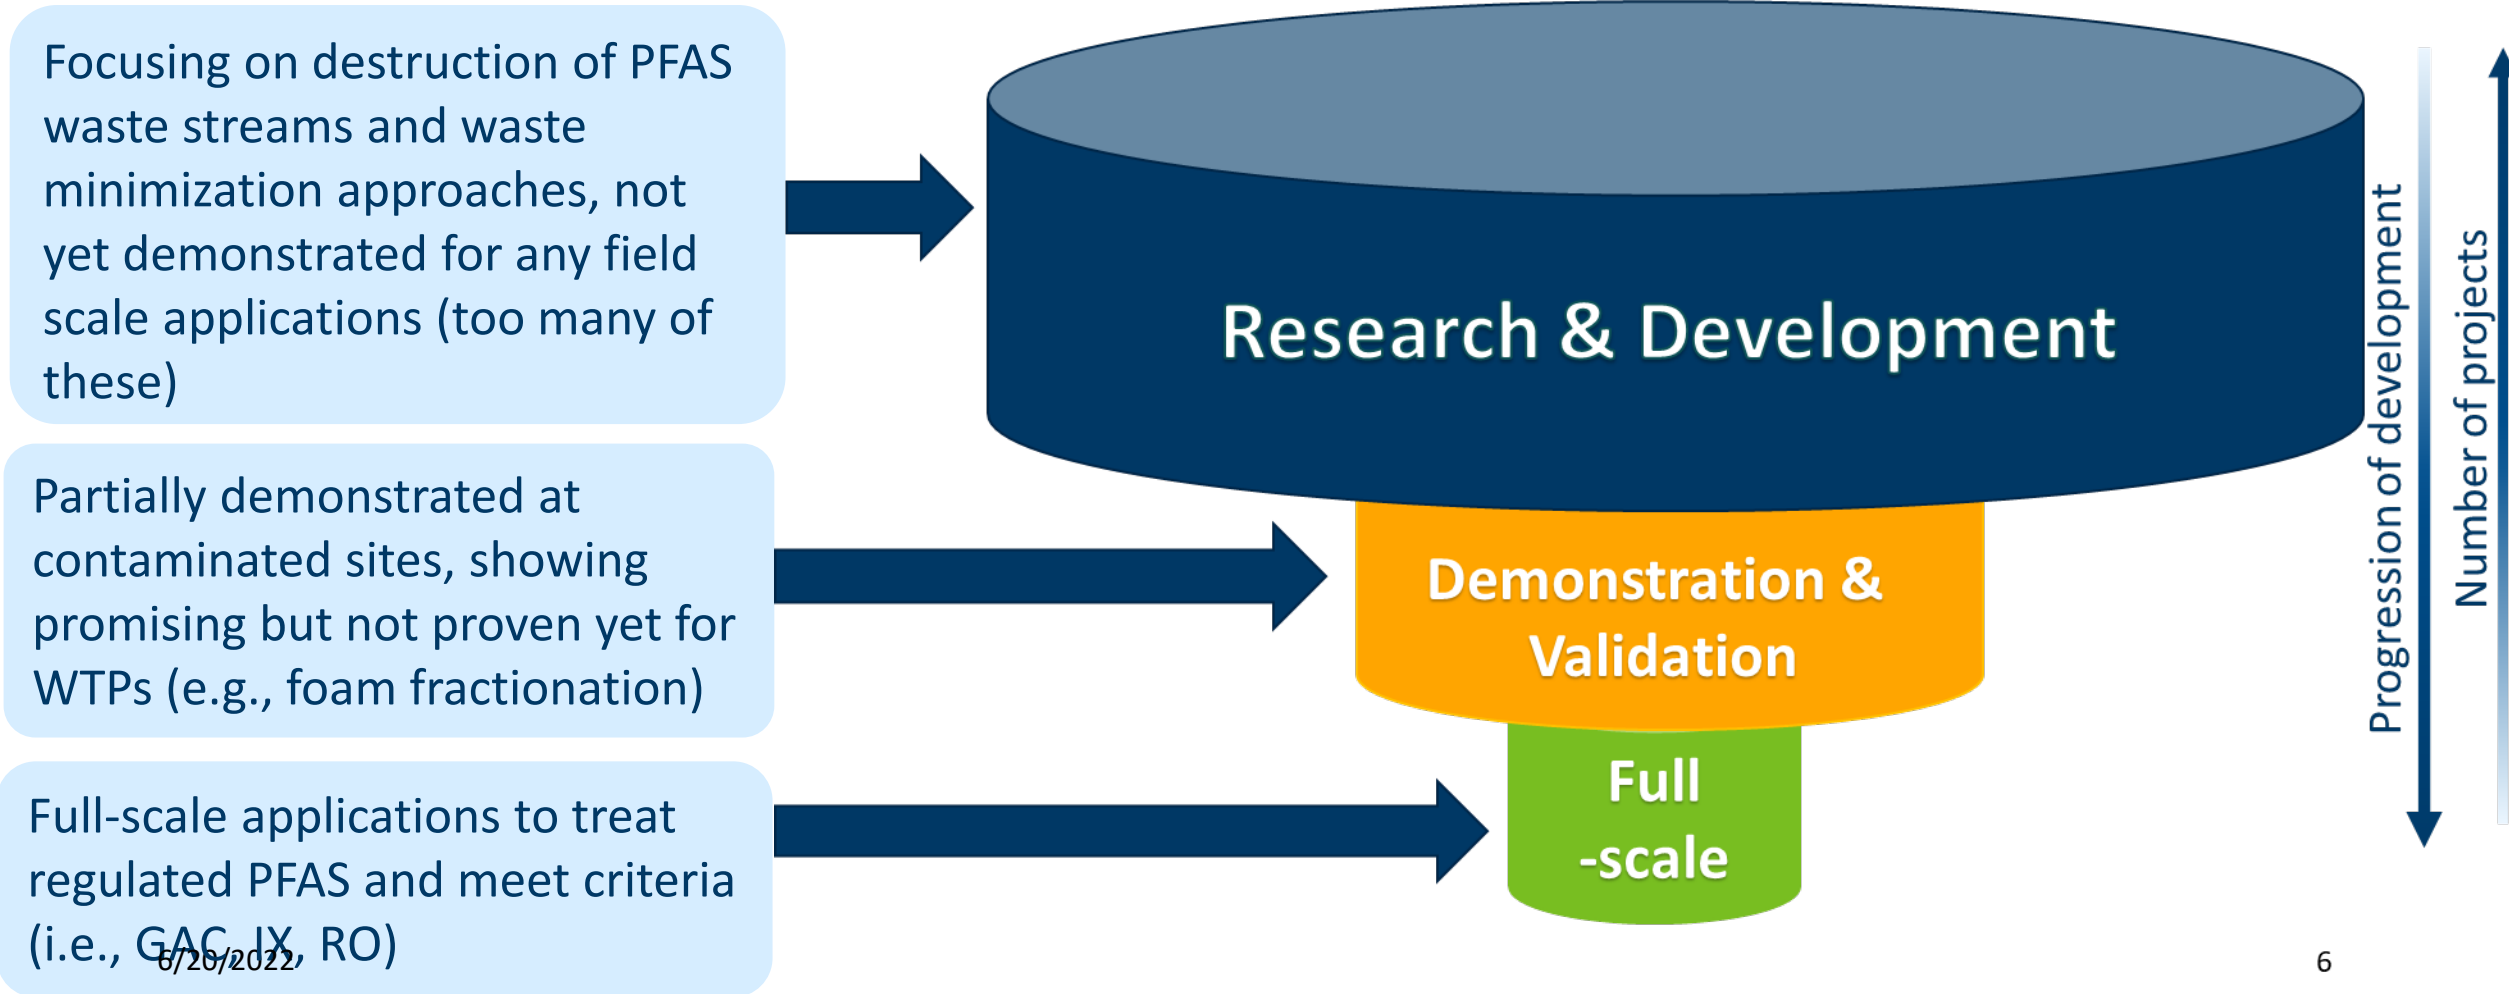 Focusing on destruction of PFAS
waste streams and waste
minimization approaches, not
yet demonstrated for any field
scale applications (too many of
these)
Research & Development
Partially demonstrated at
contaminated sites, showing
promising but not proven yet for
WTPs (e.g., foam fractionation)
Demonstration &
Validation
Full-scale applications to treat
regulated PFAS and meet criteria
(i.e., GAC, IX, RO)
Full
-scale
Progression of development
Number of projects
6/20/2022
6